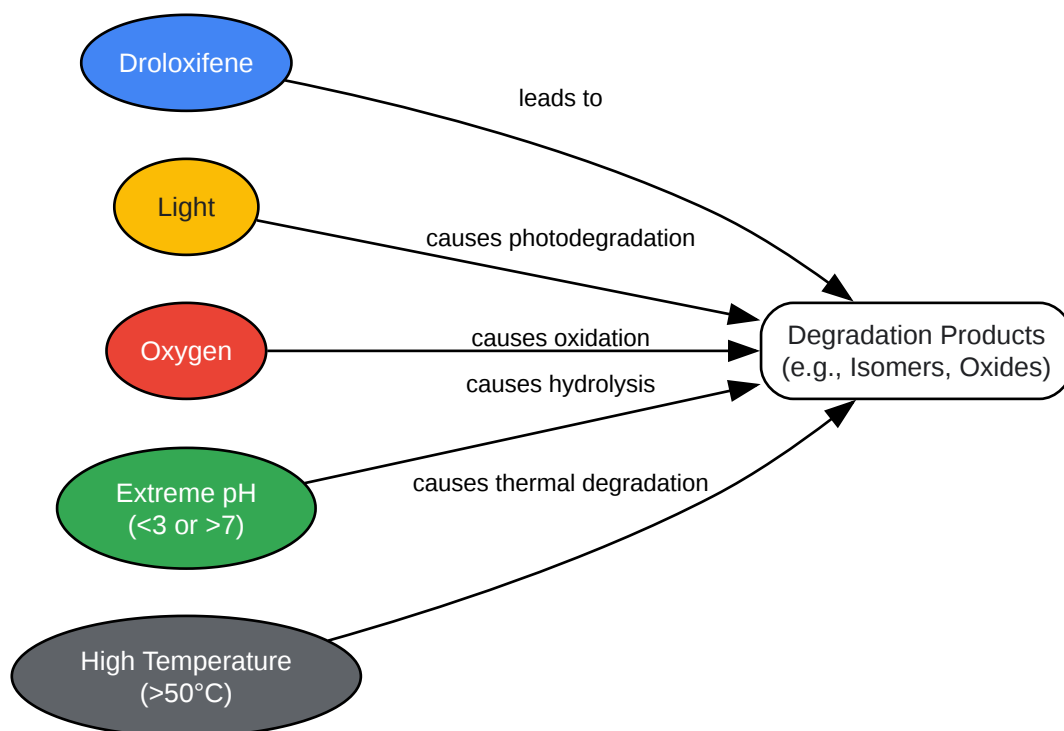 Droloxifene
leads to
Light
causes photodegradation
Oxygen
causes oxidation
Degradation Products
(e.g., Isomers, Oxides)
causes hydrolysis
Extreme pH
(<3 or >7)
causes thermal degradation
High Temperature
(>50°C)